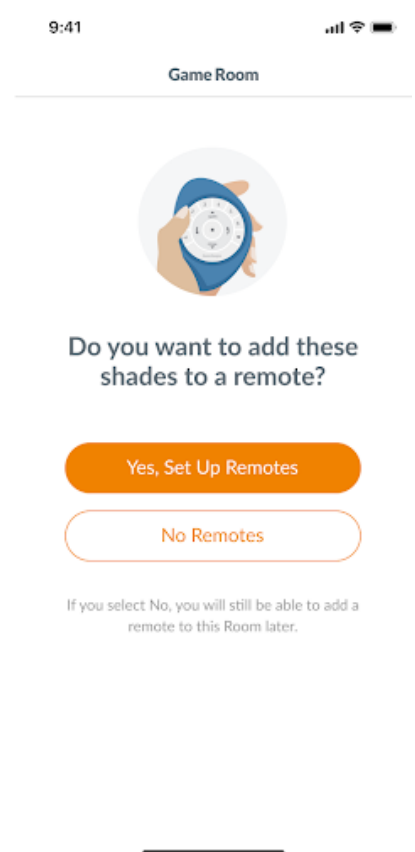 9:41
Game Room
Do you want to add these
shades to a remote?
Yes, Set Up Remotes
No Remotes
If you select No, you will still be able to add a
remote to this Room later.